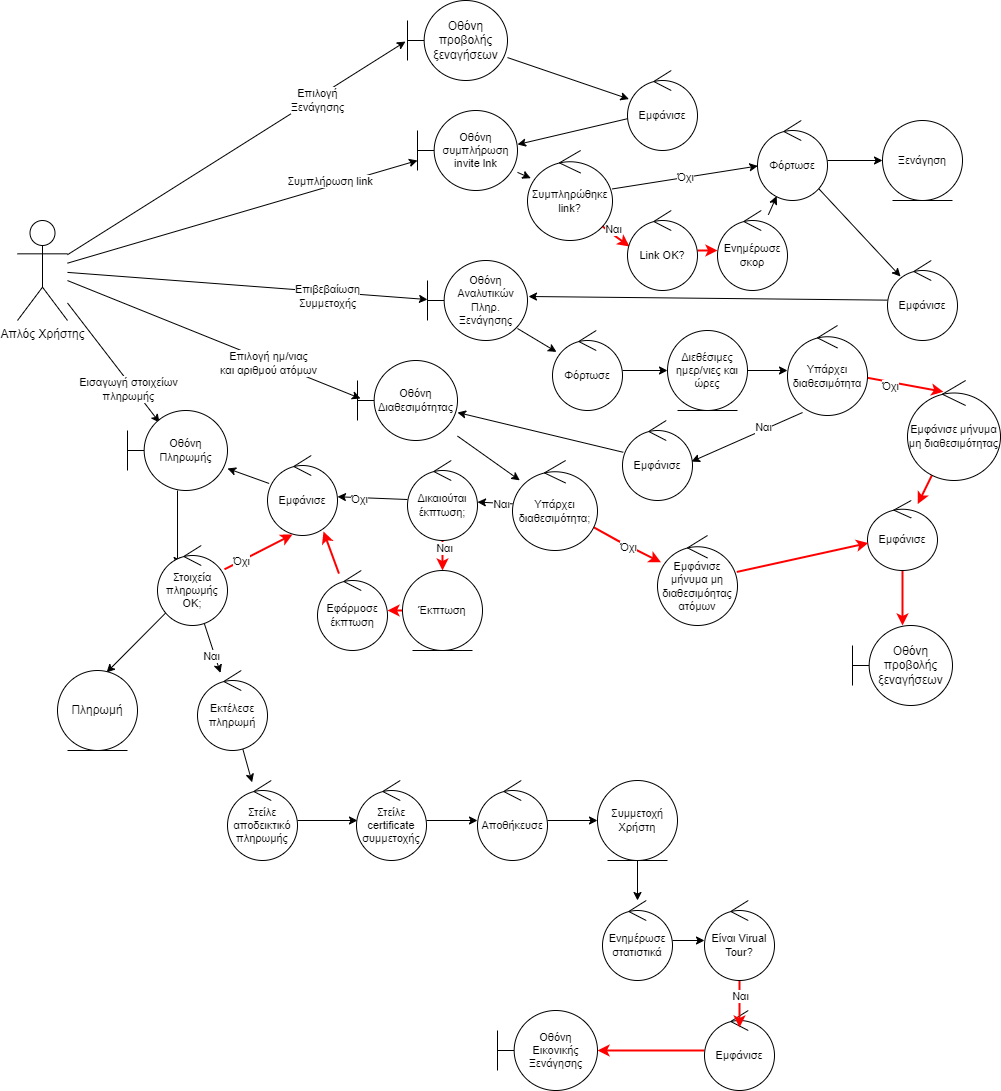 Οθόνη
προβολής
ξεναγήσεων
Επιλογή
Ξενάγησης
Εμφάνισε
Οθόνη
συμπλήρωση
invite lnk
Συμπλήρωση link
Συμπληρώθηκε
link?
Όχι
Φόρτωσε
Ξενάγηση
Ναι
Link OK?
Ενημέρωσε
σκορ
Απλός Χρήστης
Επιβεβαίωση
Συμμετοχής
Οθόνη
Αναλυτικών
Πληρ.
Ξενάγησης
Εμφάνισε
Επιλογή ημ/νιας
και αριθμού ατόμων
Φόρτωσε
Διεθέσιμες
ημερ/νιες και
ώρες
Υπάρχει
διαθεσιμότητα
Όχι
Εμφάνισε μήνυμα
μη διαθεσιμότητας
Ναι
Εισαγωγή στοιχείων
πληρωμής
Οθόνη
Διαθεσιμότητας
Εμφάνισε
Οθόνη
Πληρωμής
Εμφάνισε
Όχι
Δικαιούται
έκπτωση;
Ναι
Υπάρχει
διαθεσιμότητα;
Όχι
Εμφάνισε
μήνυμα μη
διαθεσιμόητας
ατόμων
Εμφάνισε
Ναι
Έκπτωση
Εφάρμοσε
έκπτωση
Όχι
Στοιχεία
πληρωμής
ΟΚ;
Οθόνη
προβολής
ξεναγήσεων
Ναι
Πληρωμή
Εκτέλεσε
πληρωμή
Στείλε
αποδεικτικό
πληρωμής
Στείλε
certificate
συμμετοχής
Αποθήκευσε
Συμμετοχή
Χρήστη
Ενημέρωσε
στατιστικά
Είναι Virual
Tour?
Ναι
Εμφάνισε
Οθόνη
Εικονικής
Ξενάγησης